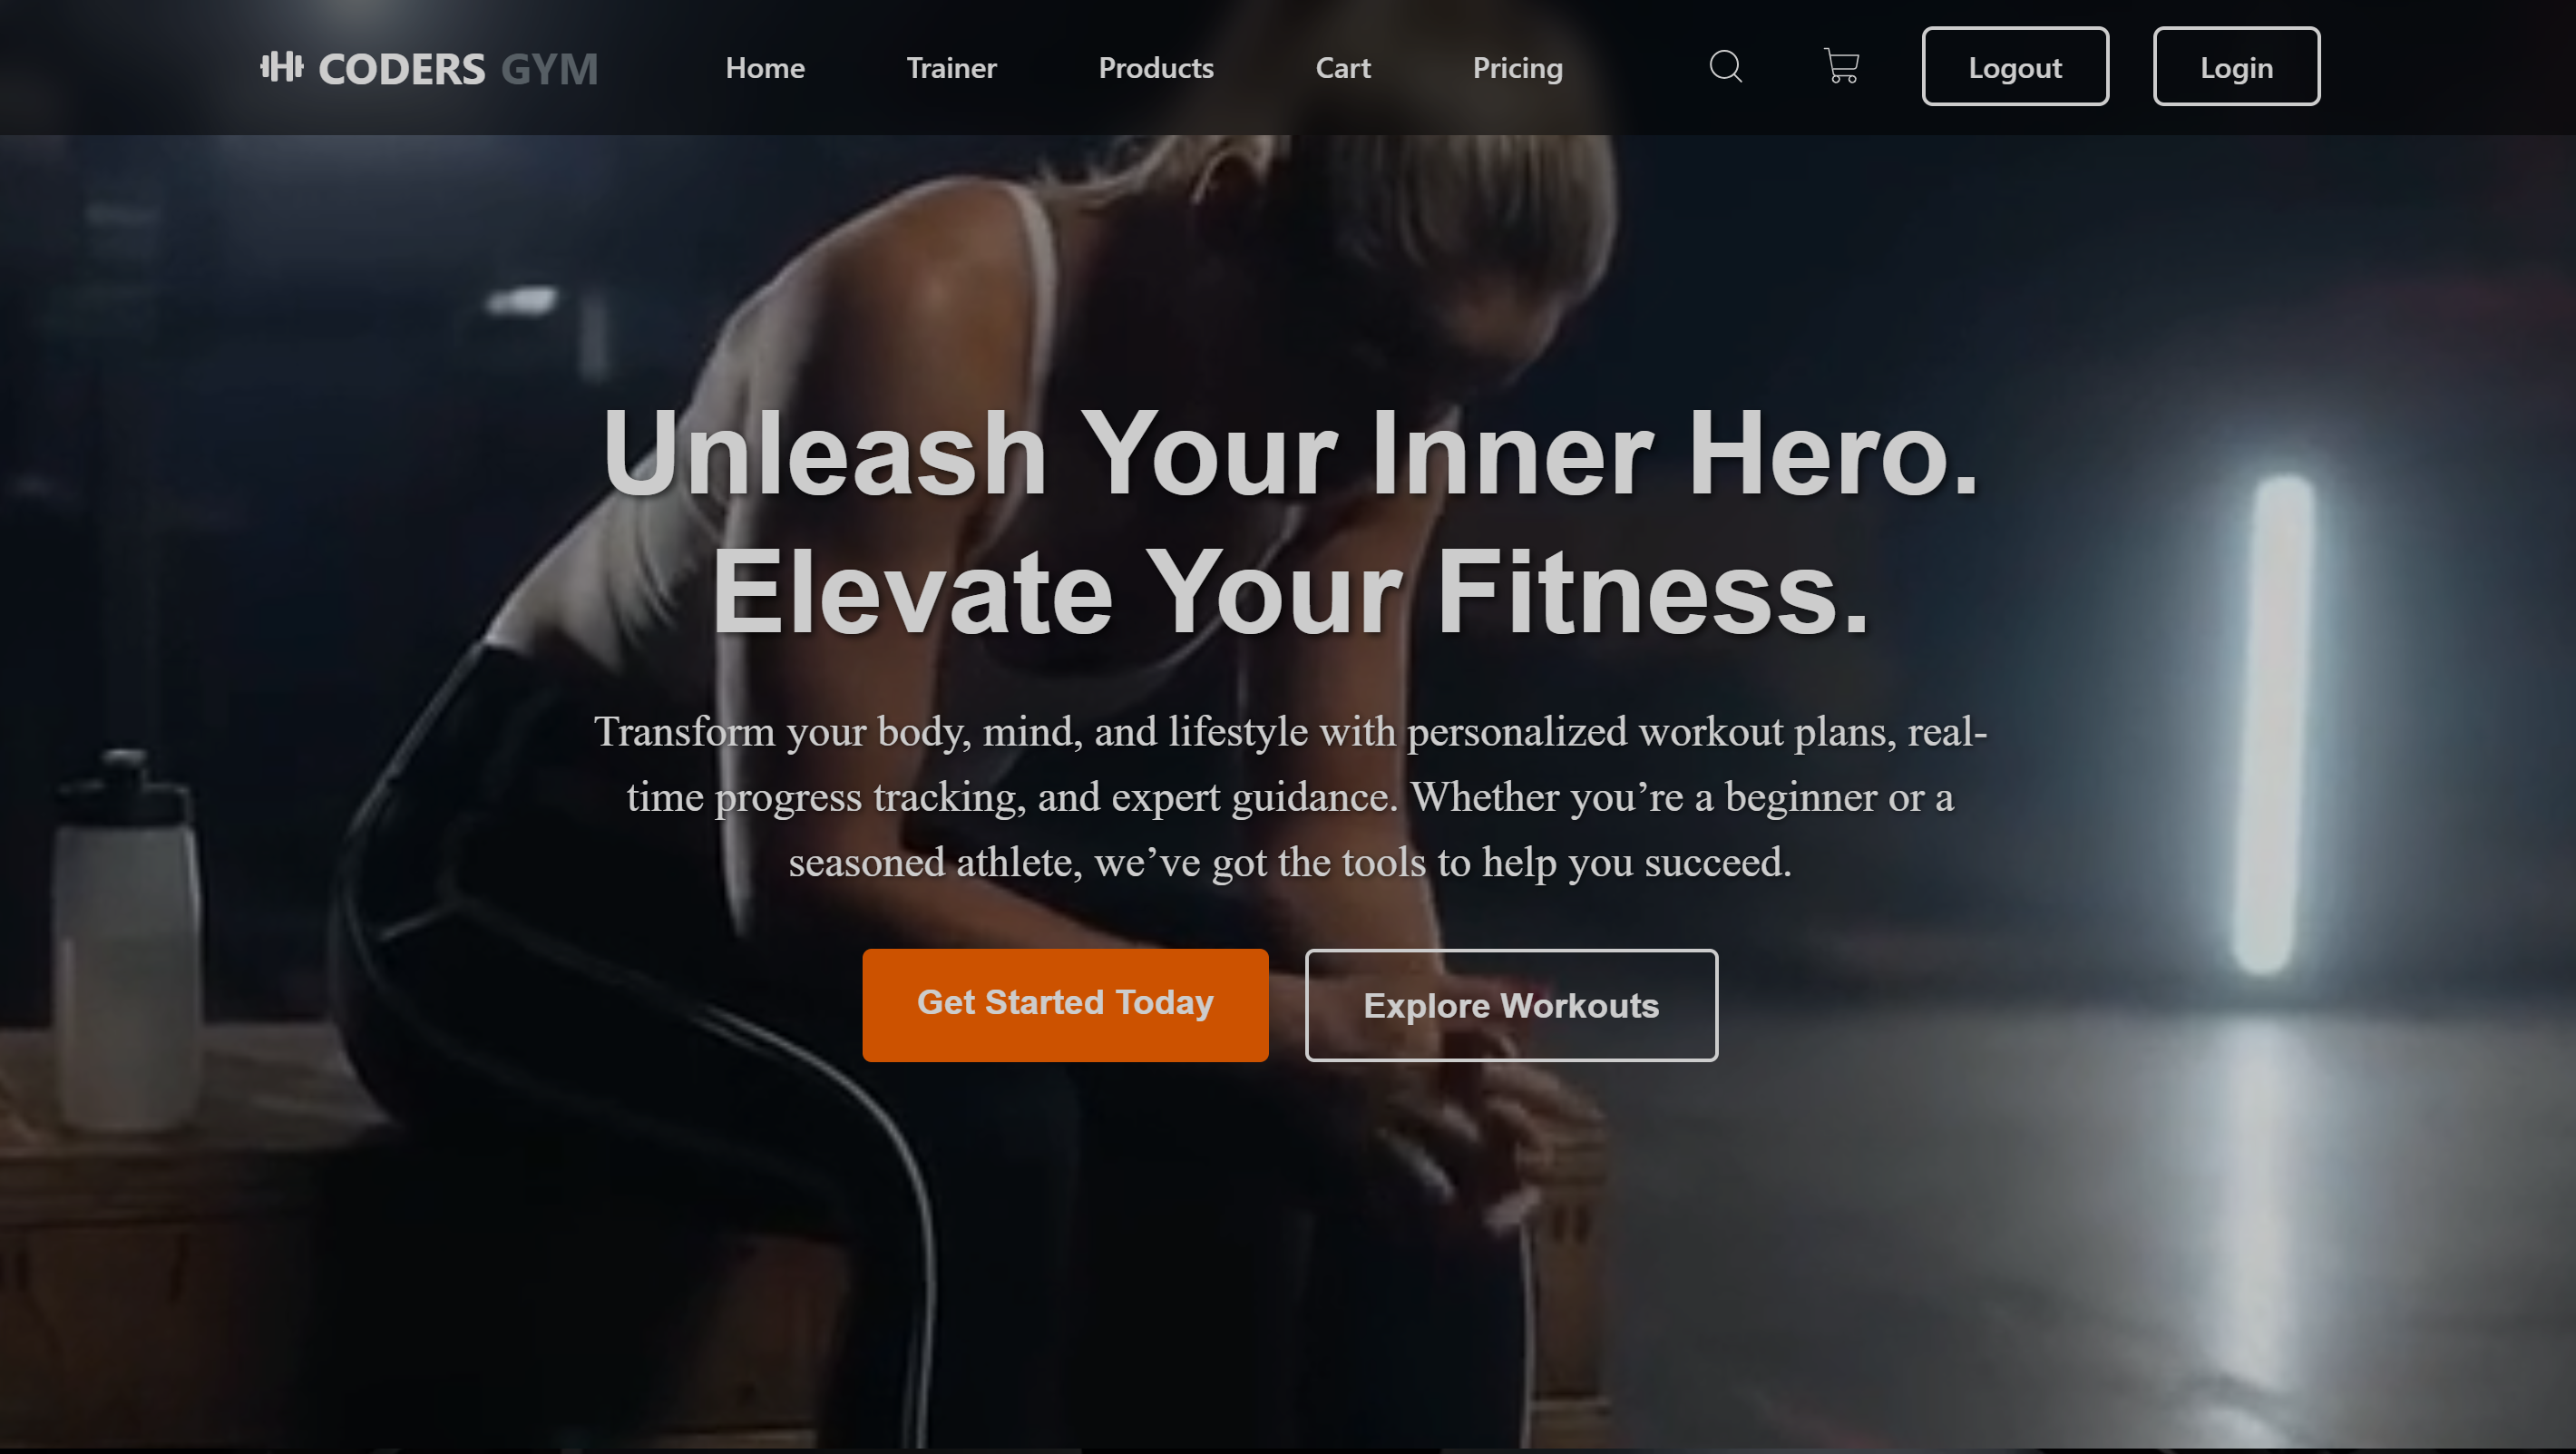 CODERS GYM Home Trainer Products Cart Pricing Logout Login
Unleash Your Inner Hero.
Elevate Your Fitness.
Transform your body, mind, and lifestyle with personalized workout plans, real-
time progress tracking, and expert guidance. Whether you’re a beginner or a
seasoned athlete, we’ve got the tools to help you succeed.
Get Started Today Explore Workouts